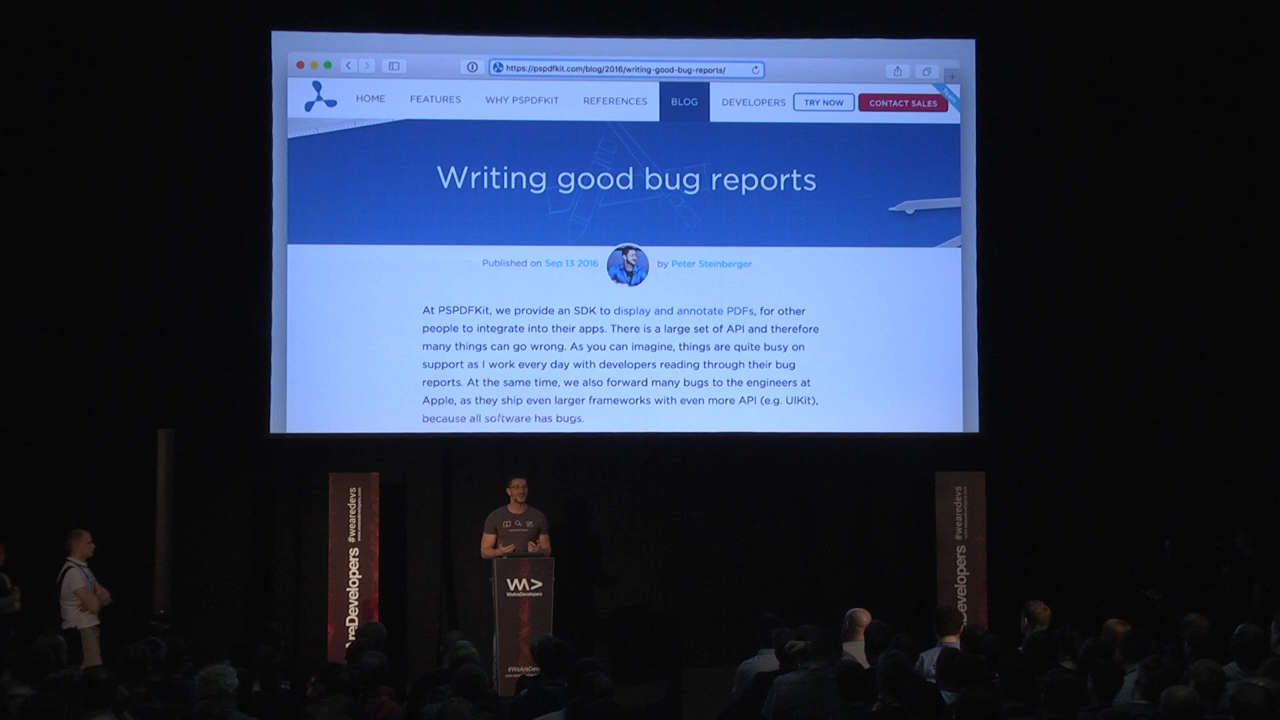 https://pspdfkit.com/blog/2016/writing-good-bug-reports/
HOME FEATURES WHY PSPDFKIT REFERENCES BLOG DEVELOPERS TRY NOW CONTACT SALES
Writing good bug reports
Published on Sep 13 2016 by Peter Steinberger
At PSPDFKit, we provide an SDK to display and annotate PDFs, for other
people to integrate into their apps. There is a large set of API and therefore
many things can go wrong. As you can imagine, things are quite busy on
support as I work every day with developers reading through their bug
reports. At the same time, we also forward many bugs to the engineers at
Apple, as they ship even larger frameworks with even more API (e.g. UIKit),
because all software has bugs.
reDevelopers #wearedevs
WeAreDevelopers
#WeAreDev
evelopers #wearedevs